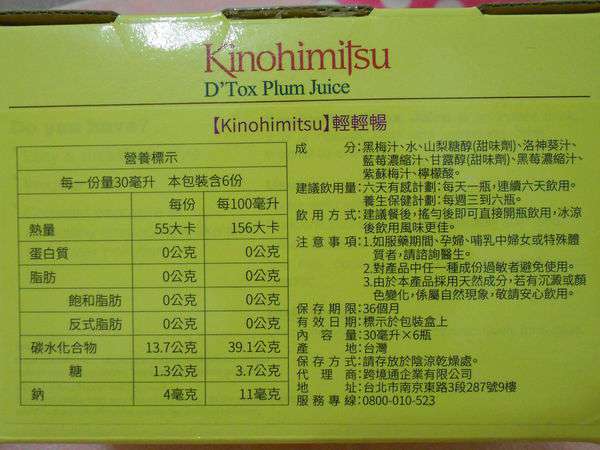 Kinohimitsu
D'Tox Plum Juice
【Kinohimitsu】輕輕暢
營養標示
每一份量30毫升 本包裝含6份
每份 每100毫升
熱量 55大卡 156大卡
蛋白質 0公克 0公克
脂肪 0公克 0公克
飽和脂肪 0公克 0公克
反式脂肪 0公克 0公克
碳水化合物 13.7公克 39.1公克
糖 1.3公克 3.7公克
鈉 4毫克 11毫克
成分:黑梅汁、水、山梨糖醇(甜味劑)、洛神葵汁、
藍莓濃縮汁、甘露醇(甜味劑)、黑莓濃縮汁、
紫蘇梅汁、檸檬酸。
建議飲用量:六天有感計劃:每天一瓶,連續六天飲用。
養生保健計劃:每週三到六瓶。
飲用方式:建議餐後,搖勻後即可直接開瓶飲用,冰涼
後飲用風味更佳。
注意事項:1.如服藥期間、孕婦、哺乳中婦女或特殊體
質者,請諮詢醫生。
2.對產品中任一種成份過敏者避免使用。
3.由於本產品採用天然成分,若有沉澱或顏
色變化,係屬自然現象,敬請安心飲用。
保存期限:36個月
有效日期:標示於包裝盒上
內容量:30毫升×6瓶
產地:台灣
保存方式:請存放於陰涼乾燥處。
代理商:跨境通企業有限公司
地址:台北市南京東路3段287號9樓
服務專線:0800-010-523